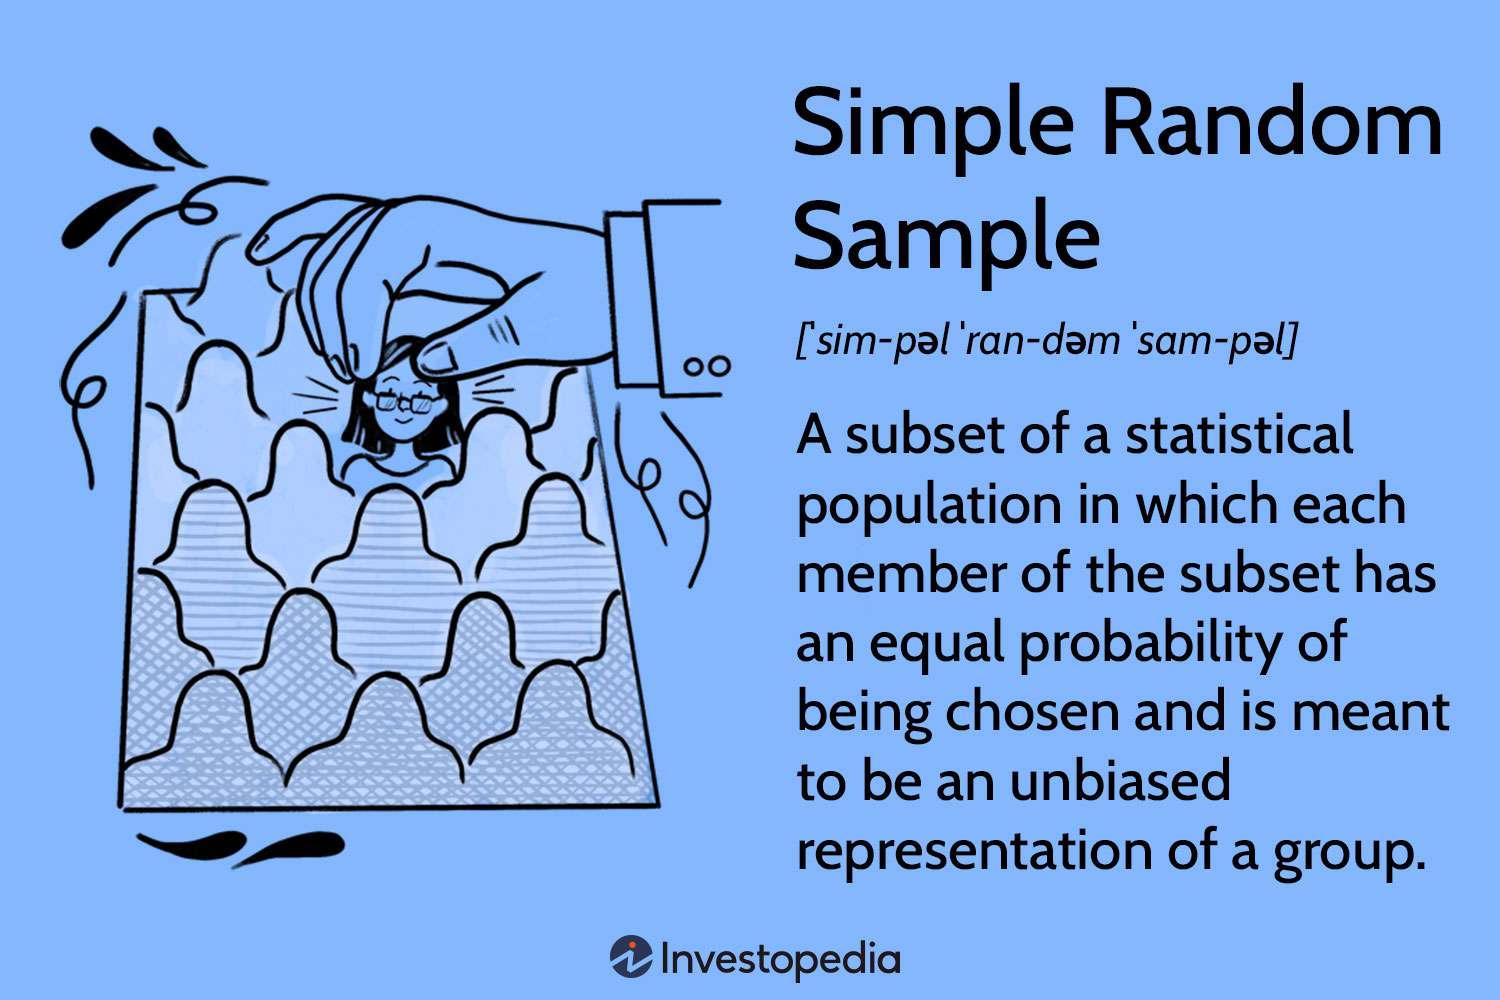 Simple Random
Sample
[ˈsim-pəl ˈran-dəm ˈsam-pəl]
A subset of a statistical
population in which each
member of the subset has
an equal probability of
being chosen and is meant
to be an unbiased
representation of a group.
Investopedia